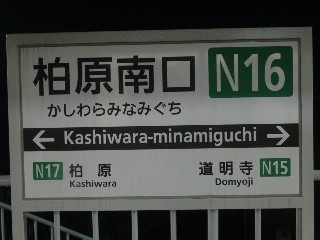 柏原南口 N16
かしわらみなみぐち
← Kashiwara-minamiguchi →
N17 柏原 道明寺 N15
Kashiwara Domyoji